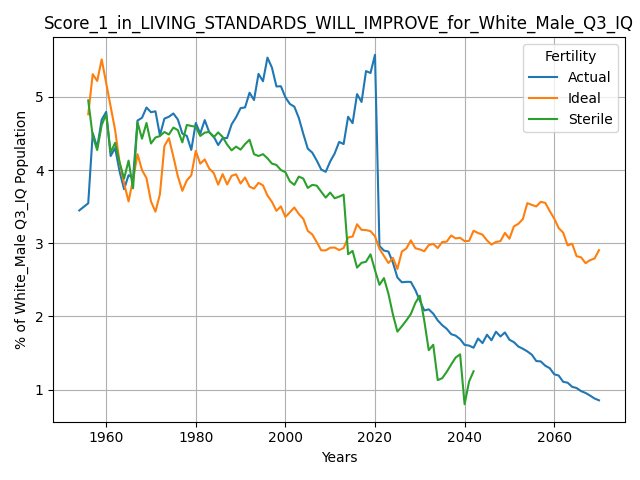 Score_1_in_LIVING_STANDARDS_WILL_IMPROVE_for_White_Male_Q3_IQ
Fertility
Actual
Ideal
Sterile
% of White_Male Q3_IQ Population
5
4
3
2
1
1960 1980 2000 2020 2040 2060
Years